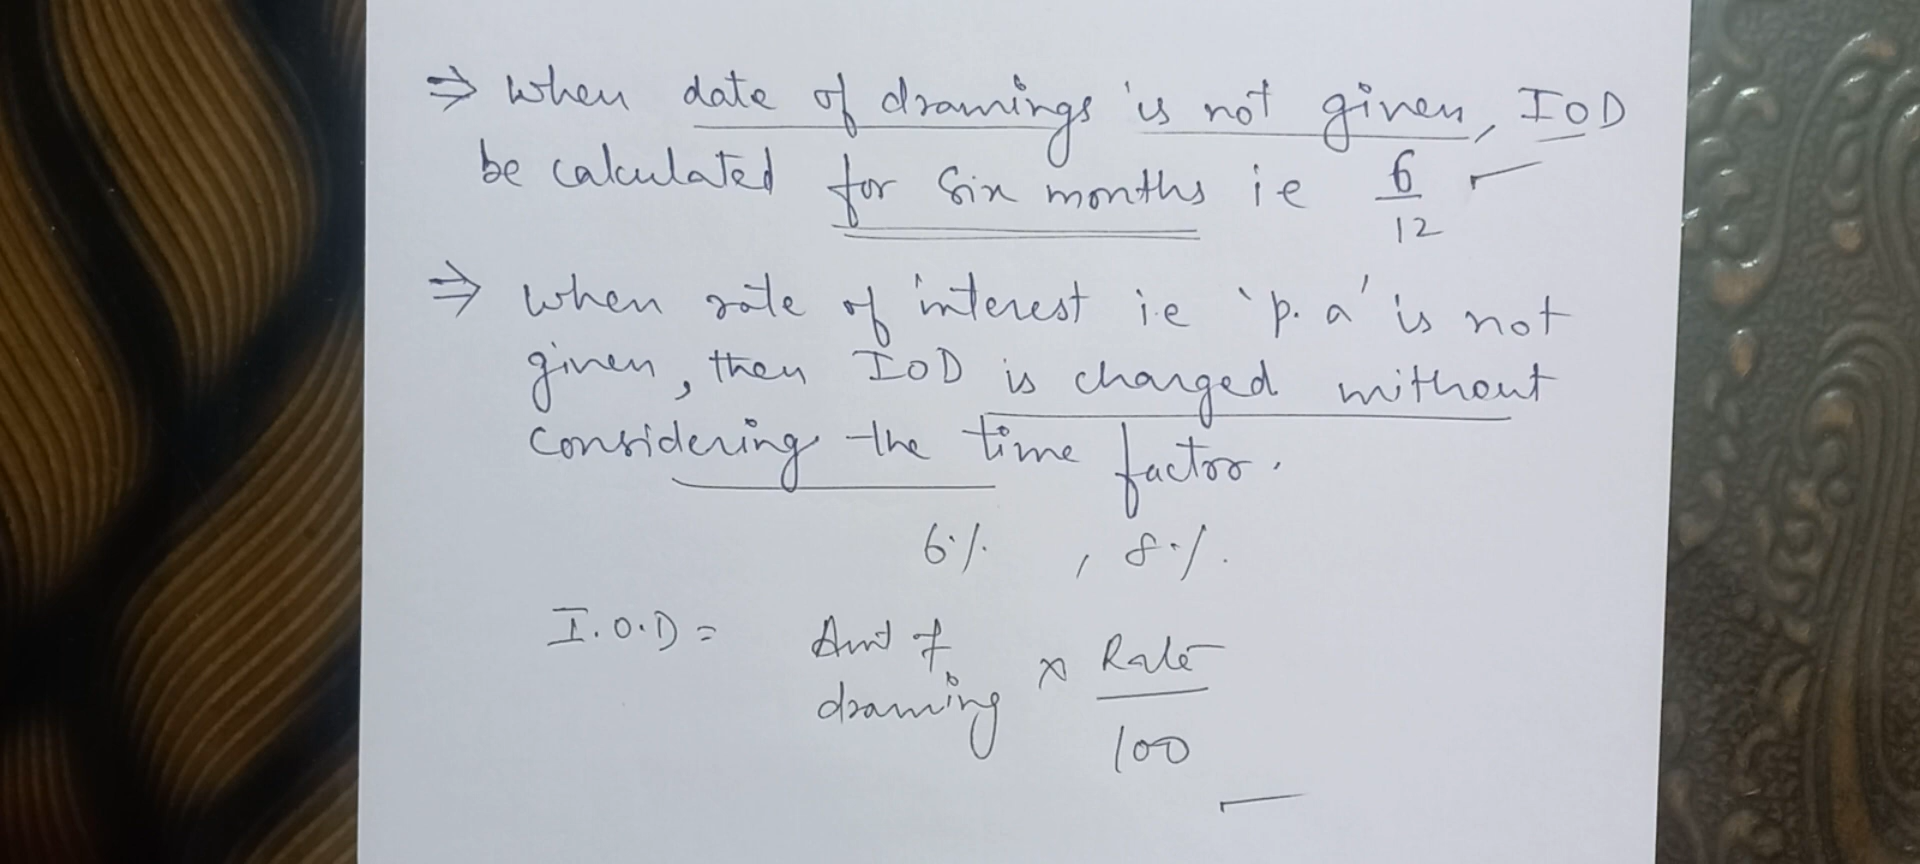 ⇒ When date of drawings is not given, IOD
be calculated for six months ie 6/12
⇒ When rate of interest i.e 'p.a' is not
given, then IOD is charged without
considering the time factor.
6%, 8%.
I.O.D = Amt of drawing × Rate/100